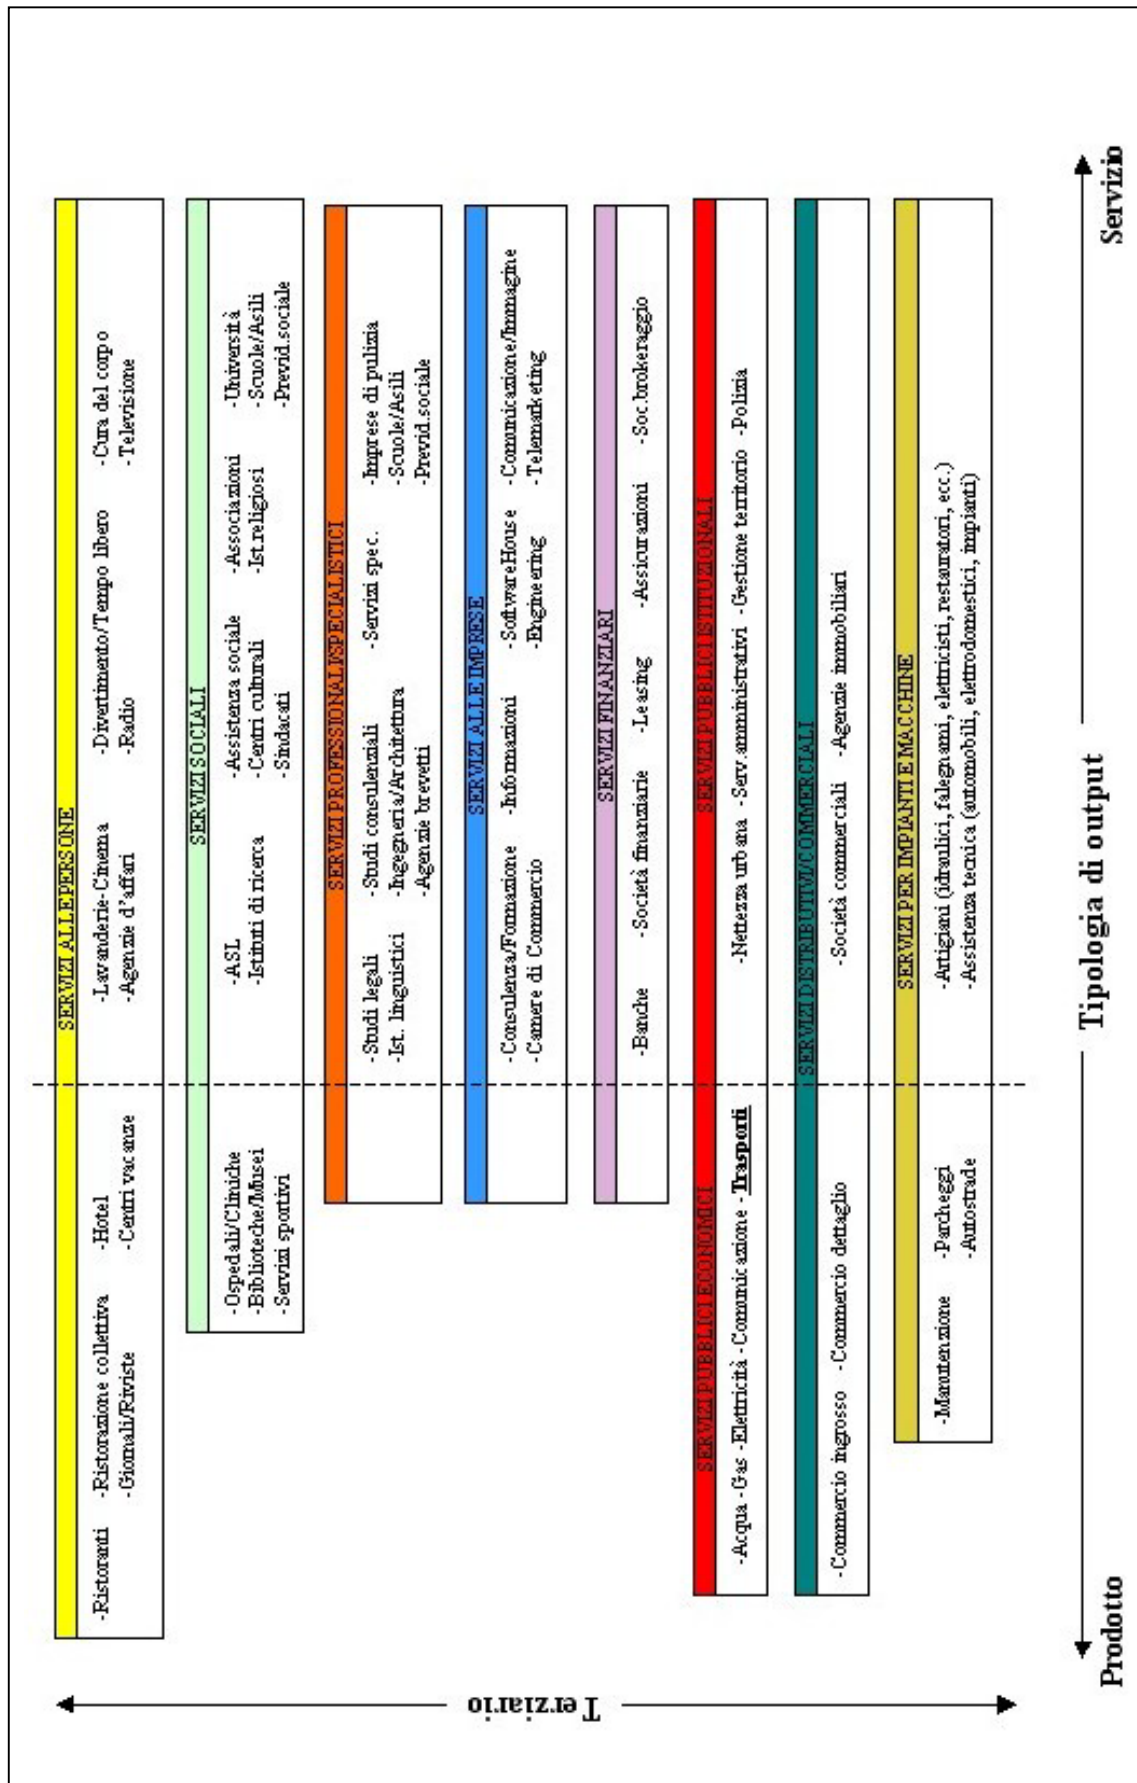 SERVIZI ALLE PERSONE
-Ristoranti -Ristorazione collettiva -Hotel -Lavanderie-Cinema -Divertimento/Tempo libero -Cura del corpo
-Giornali/Riviste -Centri vacanze -Agenzie d'affari -Radio -Televisione
SERVIZI SOCIALI
-Ospedali/Cliniche -ASL -Assistenza sociale -Associazioni -Università
-Biblioteche/Musei -Istituti di ricerca -Centri culturali -Ist.religiosi -Scuole/Asili
-Servizi sportivi -Sindacati -Previd.sociale
SERVIZI PROFESSIONALI/SPECIALISTICI
-Studi legali -Studi consulenziali -Servizi spec. -Imprese di pulizia
-Ist. linguistici -Ingegneria/Architettura -Scuole/Asili
-Agenzie brevetti -Previd.sociale
SERVIZI ALLE IMPRESE
-Consulenza/Formazione -Informazioni -SoftwareHouse -Comunicazione/Immagine
-Camere di Commercio -Engineering -Telemarketing
SERVIZI FINANZIARI
-Banche -Società finanziarie -Leasing -Assicurazioni -Soc.brokeraggio
SERVIZI PUBBLICI ECONOMICI SERVIZI PUBBLICI ISTITUZIONALI
-Acqua -Gas -Elettricità -Comunicazione -Trasporti -Nettezza urbana -Serv.amministrativi -Gestione territorio -Polizia
SERVIZI DISTRIBUTIVI/COMMERCIALI
-Commercio ingrosso -Commercio dettaglio -Società commerciali -Agenzie immobiliari
SERVIZI PER IMPIANTI E MACCHINE
-Manutenzione -Parcheggi -Artigiani (idraulici, falegnami, eletricisti, restauratori, ecc.)
-Autostrade -Assistenza tecnica (automobili, eletrodomestici, impianti)
Terziario
Tipologia di output
Prodotto Servizio